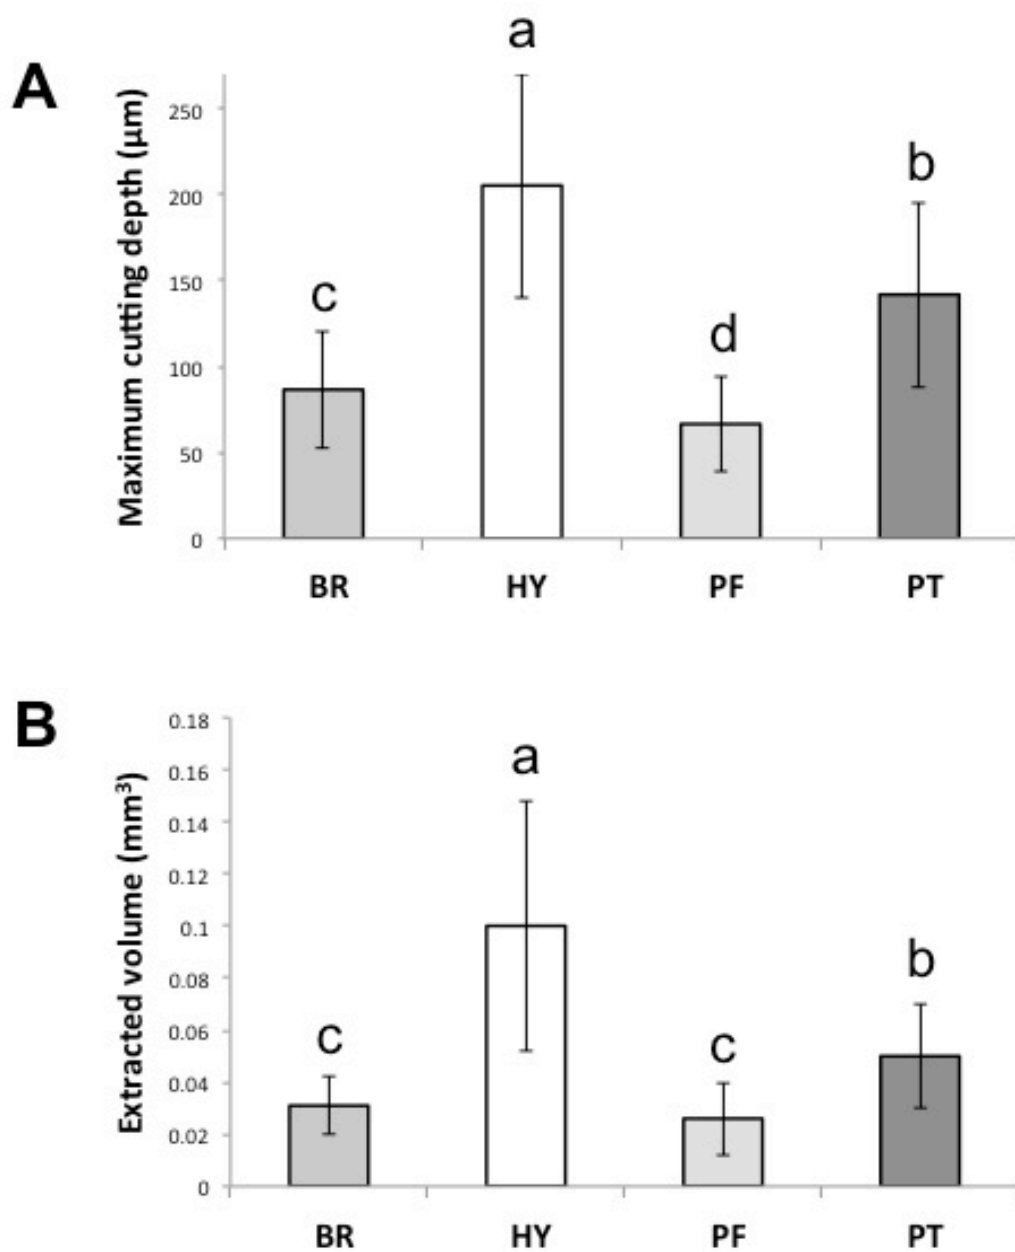 A
Maximum cutting depth (µm)
250
200
150
100
50
0
a
b
c
d
BR HY PF PT
B
Extracted volume (mm³)
0.18
0.16
0.14
0.12
0.1
0.08
0.06
0.04
0.02
0
a
b
c
c
BR HY PF PT